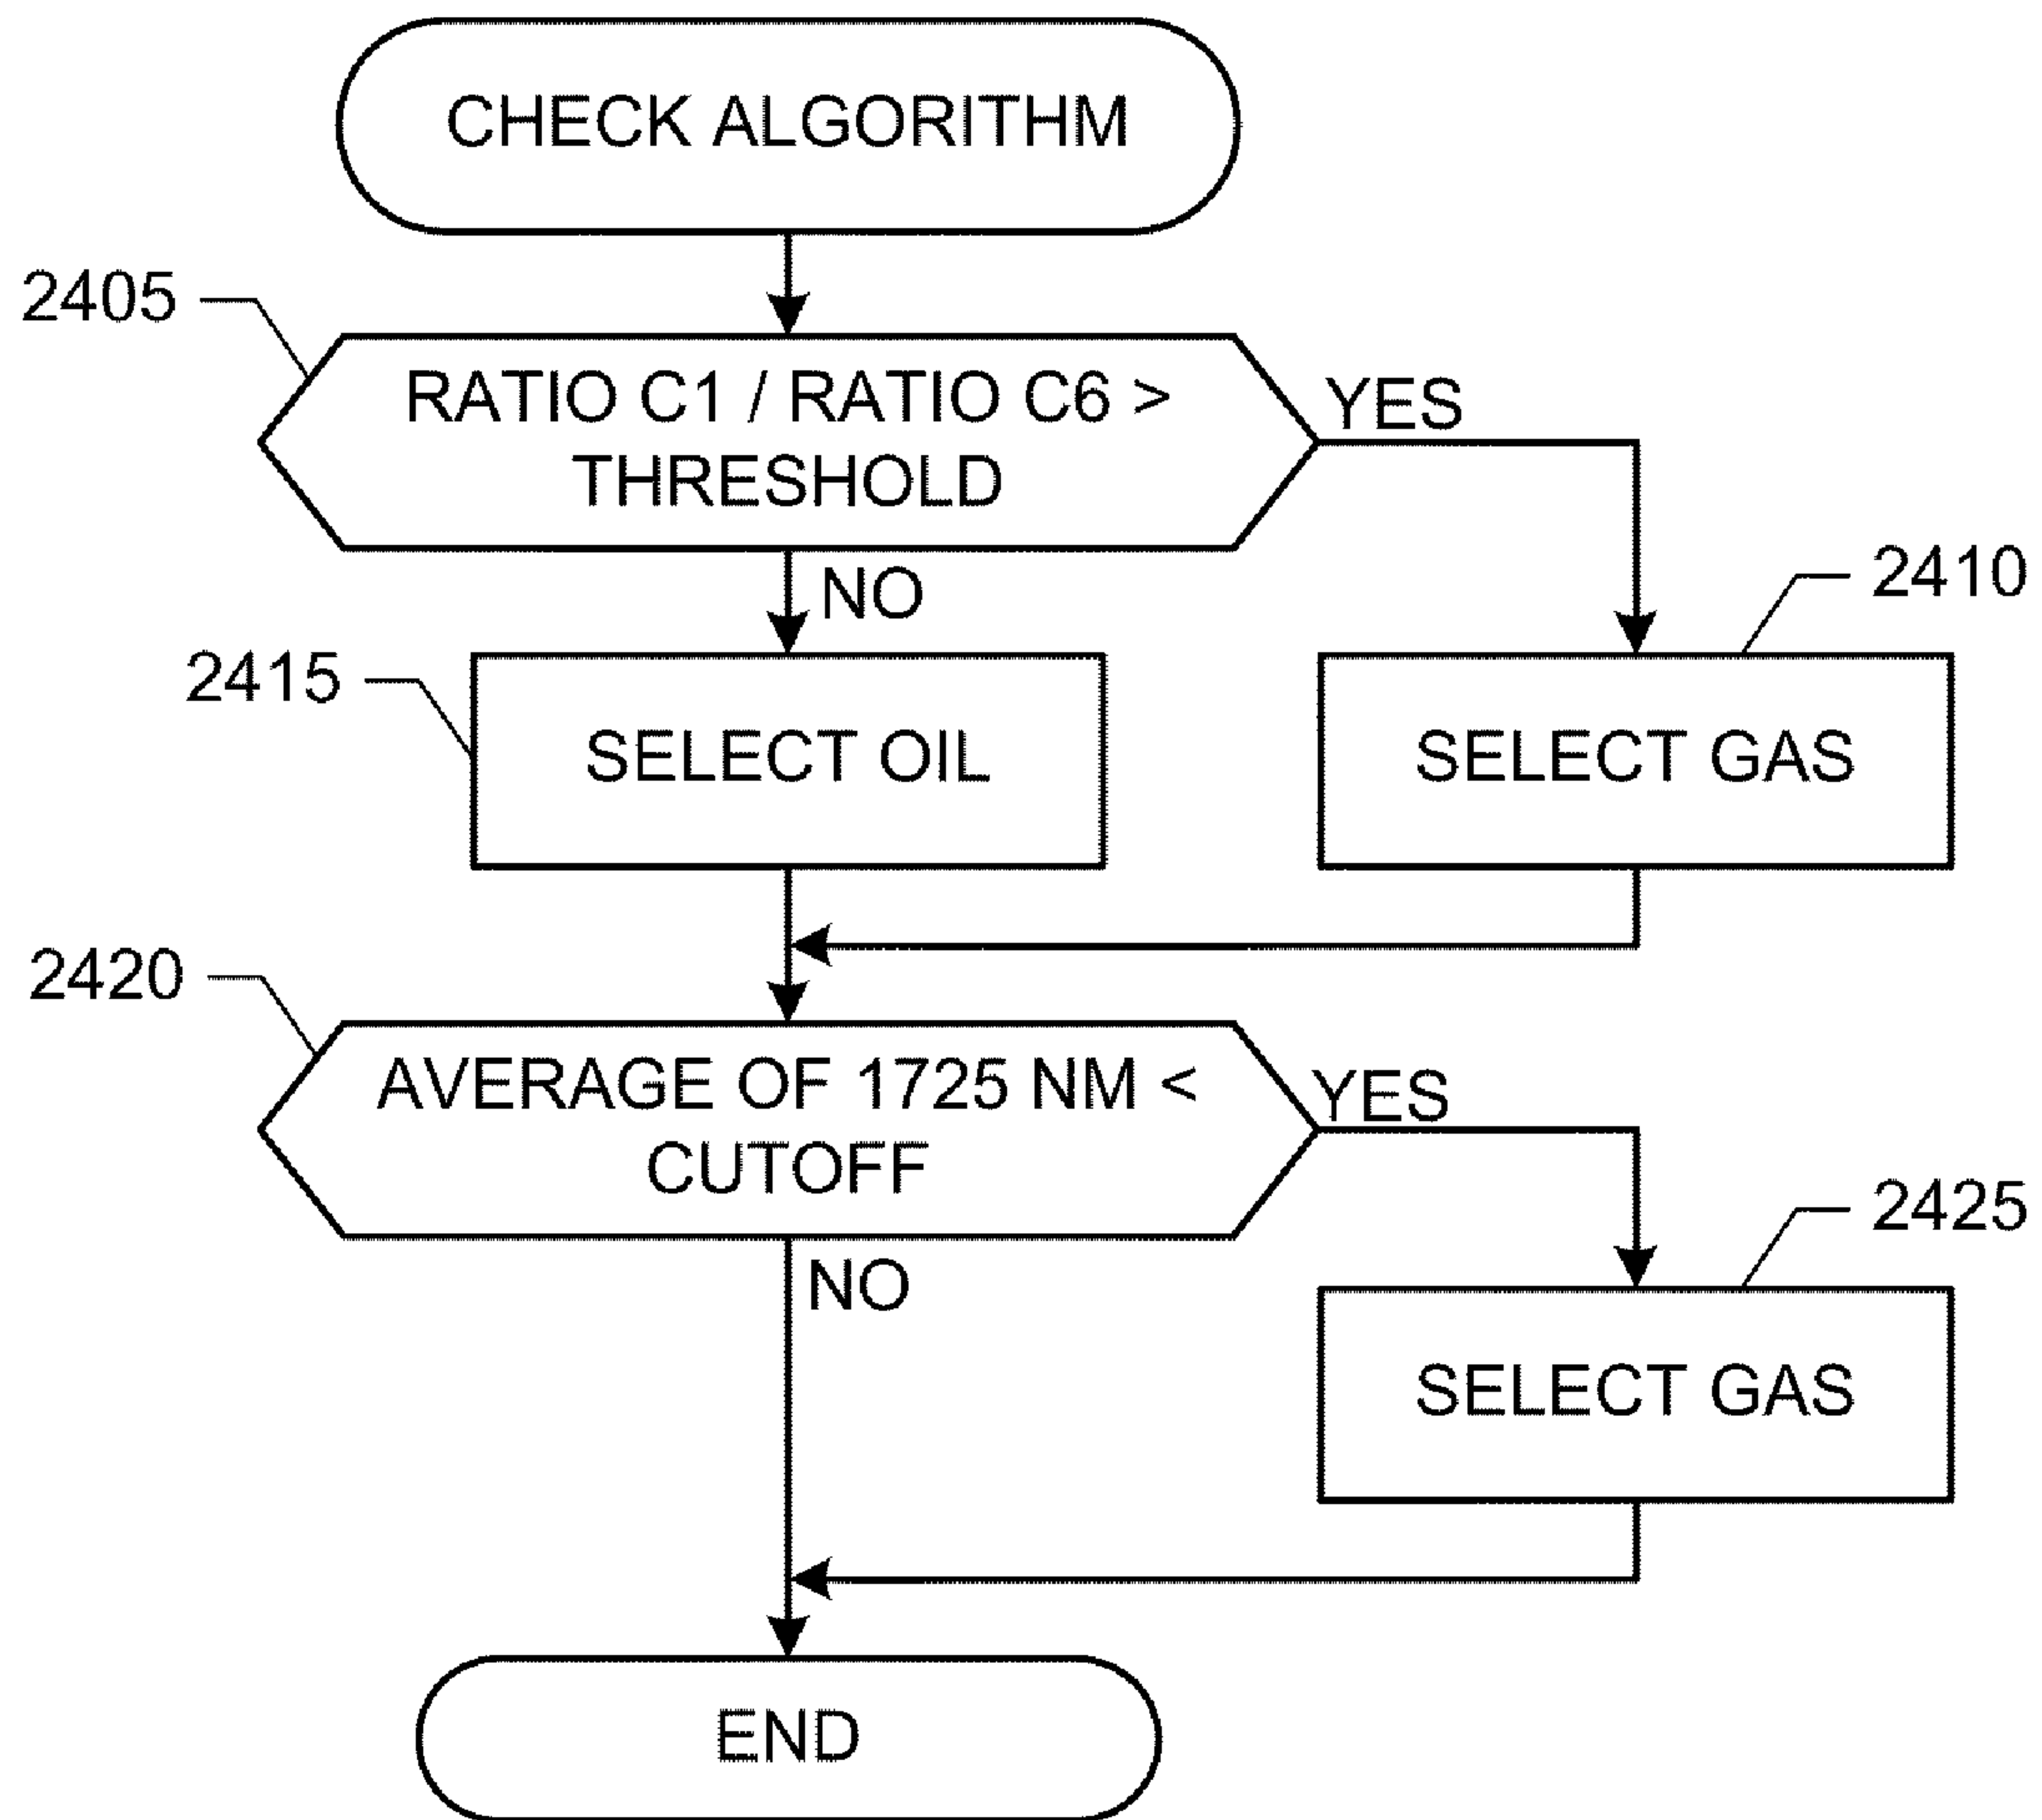 CHECK ALGORITHM
2405
RATIO C1 / RATIO C6 >
THRESHOLD
YES
NO
2410
2415
SELECT OIL
SELECT GAS
2420
AVERAGE OF 1725 NM <
CUTOFF
YES
NO
2425
SELECT GAS
END